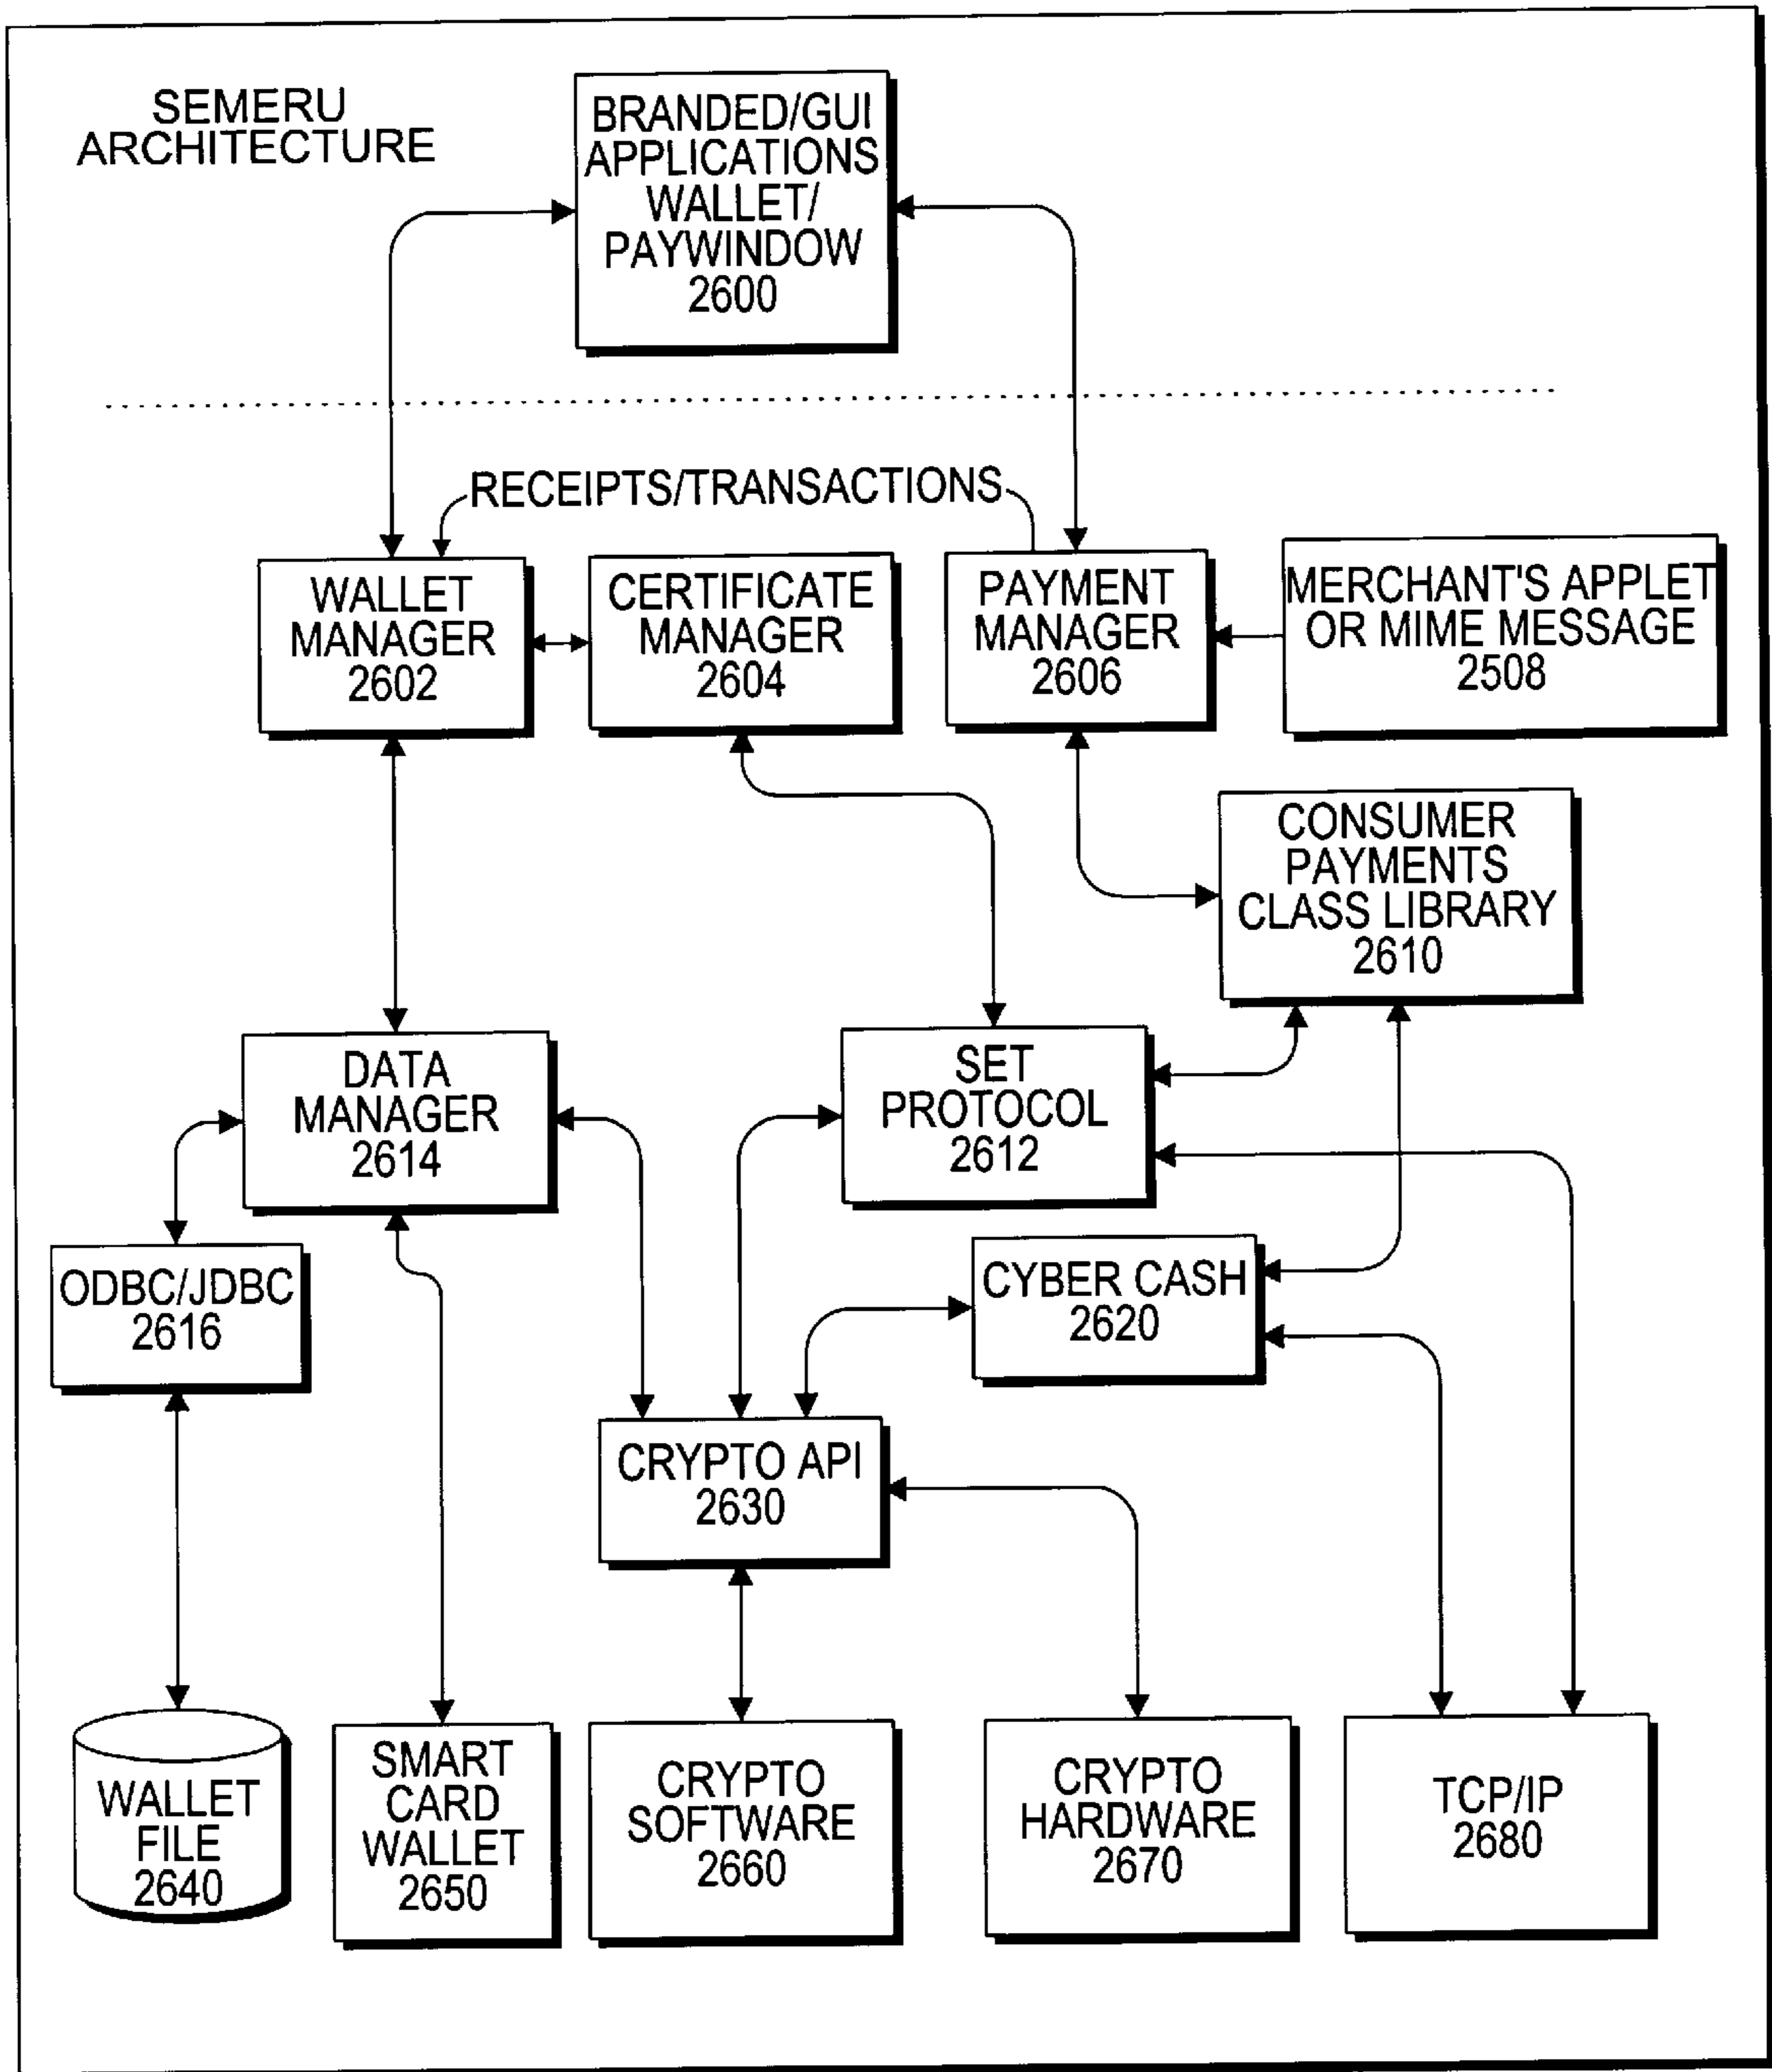 SEMERU
ARCHITECTURE
BRANDED/GUI
APPLICATIONS
WALLET/
PAYWINDOW
2600
RECEIPTS/TRANSACTIONS
WALLET
MANAGER
2602
CERTIFICATE
MANAGER
2604
PAYMENT
MANAGER
2606
MERCHANT'S APPLET
OR MIME MESSAGE
2508
CONSUMER
PAYMENTS
CLASS LIBRARY
2610
DATA
MANAGER
2614
SET
PROTOCOL
2612
ODBC/JDBC
2616
CYBER CASH
2620
CRYPTO API
2630
WALLET
FILE
2640
SMART
CARD
WALLET
2650
CRYPTO
SOFTWARE
2660
CRYPTO
HARDWARE
2670
TCP/IP
2680